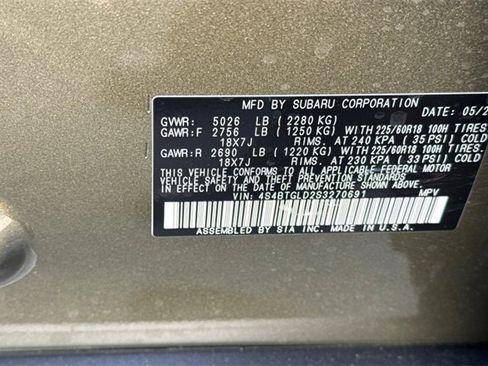 MFD BY SUBARU CORPORATION DATE: 05/2
GVWR: 5026 LB ( 2280 KG)
GAWR:F 2756 LB ( 1250 KG) WITH 225/60R18 100H TIRES
18X7J RIMS. AT 240 KPA ( 35 PSI) COLD
GAWR:R 2690 LB ( 1220 KG) WITH 225/60R18 100H TIRES
18X7J RIMS. AT 230 KPA ( 33 PSI) COLD
THIS VEHICLE CONFORMS TO ALL APPLICABLE FEDERAL MOTOR
VEHICLE SAFETY AND THEFT PREVENTION STANDARDS IN EFFECT ON
THE DATE OF MANUFACTURE SHOWN ABOVE.
VIN: 4S4BTGLD2S3270691 MPV
ASSEMBLED BY SIA INC. MADE IN U.S.A.